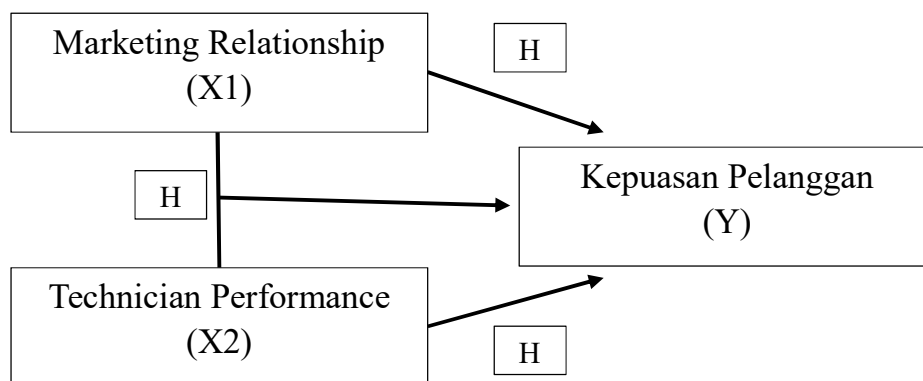 Marketing Relationship
(X1)
H
H
Kepuasan Pelanggan
(Y)
Technician Performance
(X2)
H